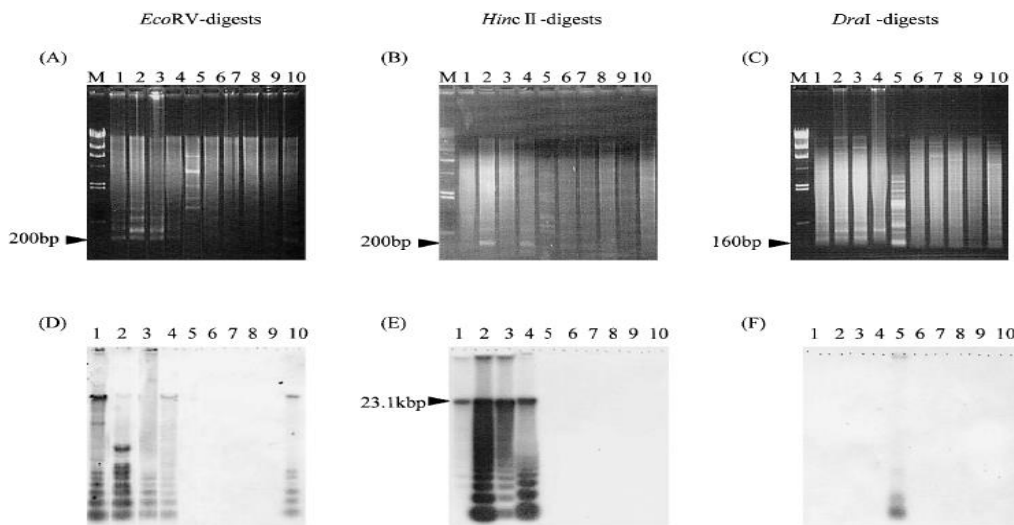 EcoRV-digests HincⅡ-digests DraI-digests
(A) (B) (C)
M 1 2 3 4 5 6 7 8 9 10 M 1 2 3 4 5 6 7 8 9 10 M 1 2 3 4 5 6 7 8 9 10
200bp 200bp 160bp
(D) (E) (F)
1 2 3 4 5 6 7 8 9 10 1 2 3 4 5 6 7 8 9 10 1 2 3 4 5 6 7 8 9 10
23.1kbp